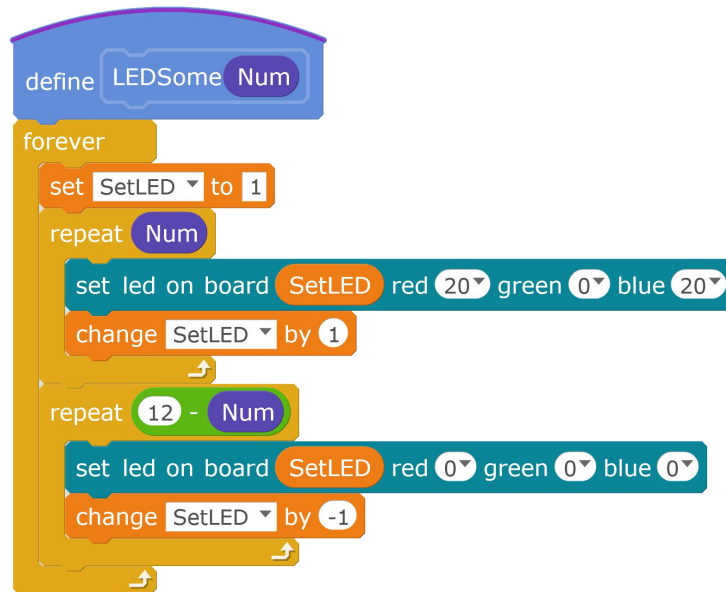 define LEDSome Num
forever
set SetLED to 1
repeat Num
set led on board SetLED red 20 green 0 blue 20
change SetLED by 1
repeat 12 - Num
set led on board SetLED red 0 green 0 blue 0
change SetLED by -1